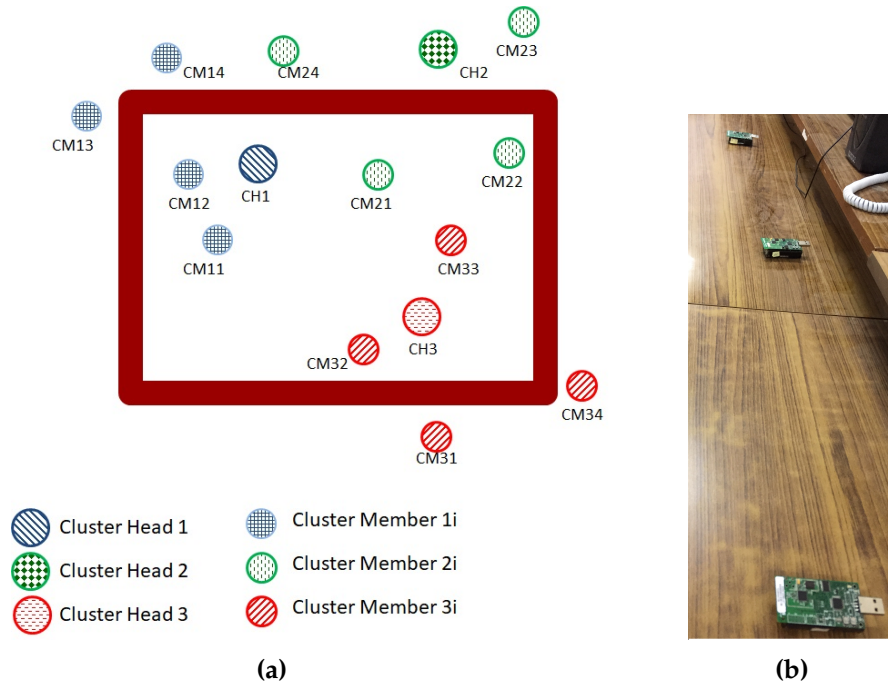 CM23
CM14
CM24
CH2
CM13
CM12
CH1
CM21
CM22
CM11
CM33
CM32
CH3
CM34
CM31
Cluster Head 1
Cluster Member 1i
Cluster Head 2
Cluster Member 2i
Cluster Head 3
Cluster Member 3i
(a)
(b)